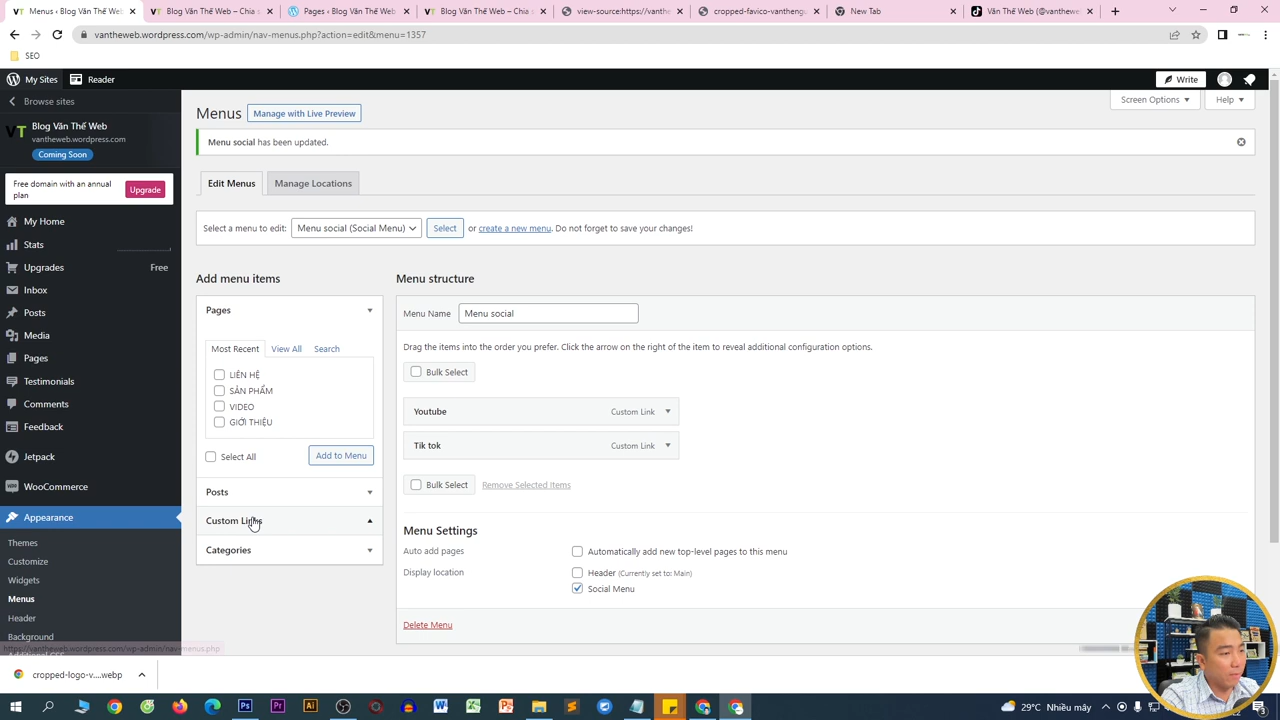 Menus ‹ Blog Văn Thế Web
Blog Văn Thế Web – Chia s
Pages ‹ Blog Văn Thế Web
Blog Văn Thế Web – Chia s
view-source:https://vanthe
cropped-favico-vantheng
New Tab
Văn Thế Web (@vantheweb
vantheweb.wordpress.com/wp-admin/nav-menus.php?action=edit&menu=1357
SEO
My Sites
Reader
Write
Browse sites
Blog Văn Thế Web
vantheweb.wordpress.com
Coming Soon
Free domain with an annual plan
Upgrade
My Home
Stats
Upgrades Free
Inbox
Posts
Media
Pages
Testimonials
Comments
Feedback
Jetpack
WooCommerce
Appearance
Themes
Customize
Widgets
Menus
Header
Background
Additional CSS
Menus
Manage with Live Preview
Screen Options
Help
Menu social has been updated.
Edit Menus
Manage Locations
Select a menu to edit: Menu social (Social Menu) Select or create a new menu. Do not forget to save your changes!
Add menu items
Pages
Most Recent View All Search
LIÊN HỆ
SẢN PHẨM
VIDEO
GIỚI THIỆU
Select All
Add to Menu
Posts
Custom Links
Categories
Menu structure
Menu Name Menu social
Drag the items into the order you prefer. Click the arrow on the right of the item to reveal additional configuration options.
Bulk Select
Youtube Custom Link
Tik tok Custom Link
Bulk Select Remove Selected Items
Menu Settings
Auto add pages Automatically add new top-level pages to this menu
Display location Header (Currently set to: Main)
Social Menu
Delete Menu
https://vantheweb.wordpress.com/wp-admin/nav-menus.php
cropped-logo-v....webp
29°C Nhiều mây